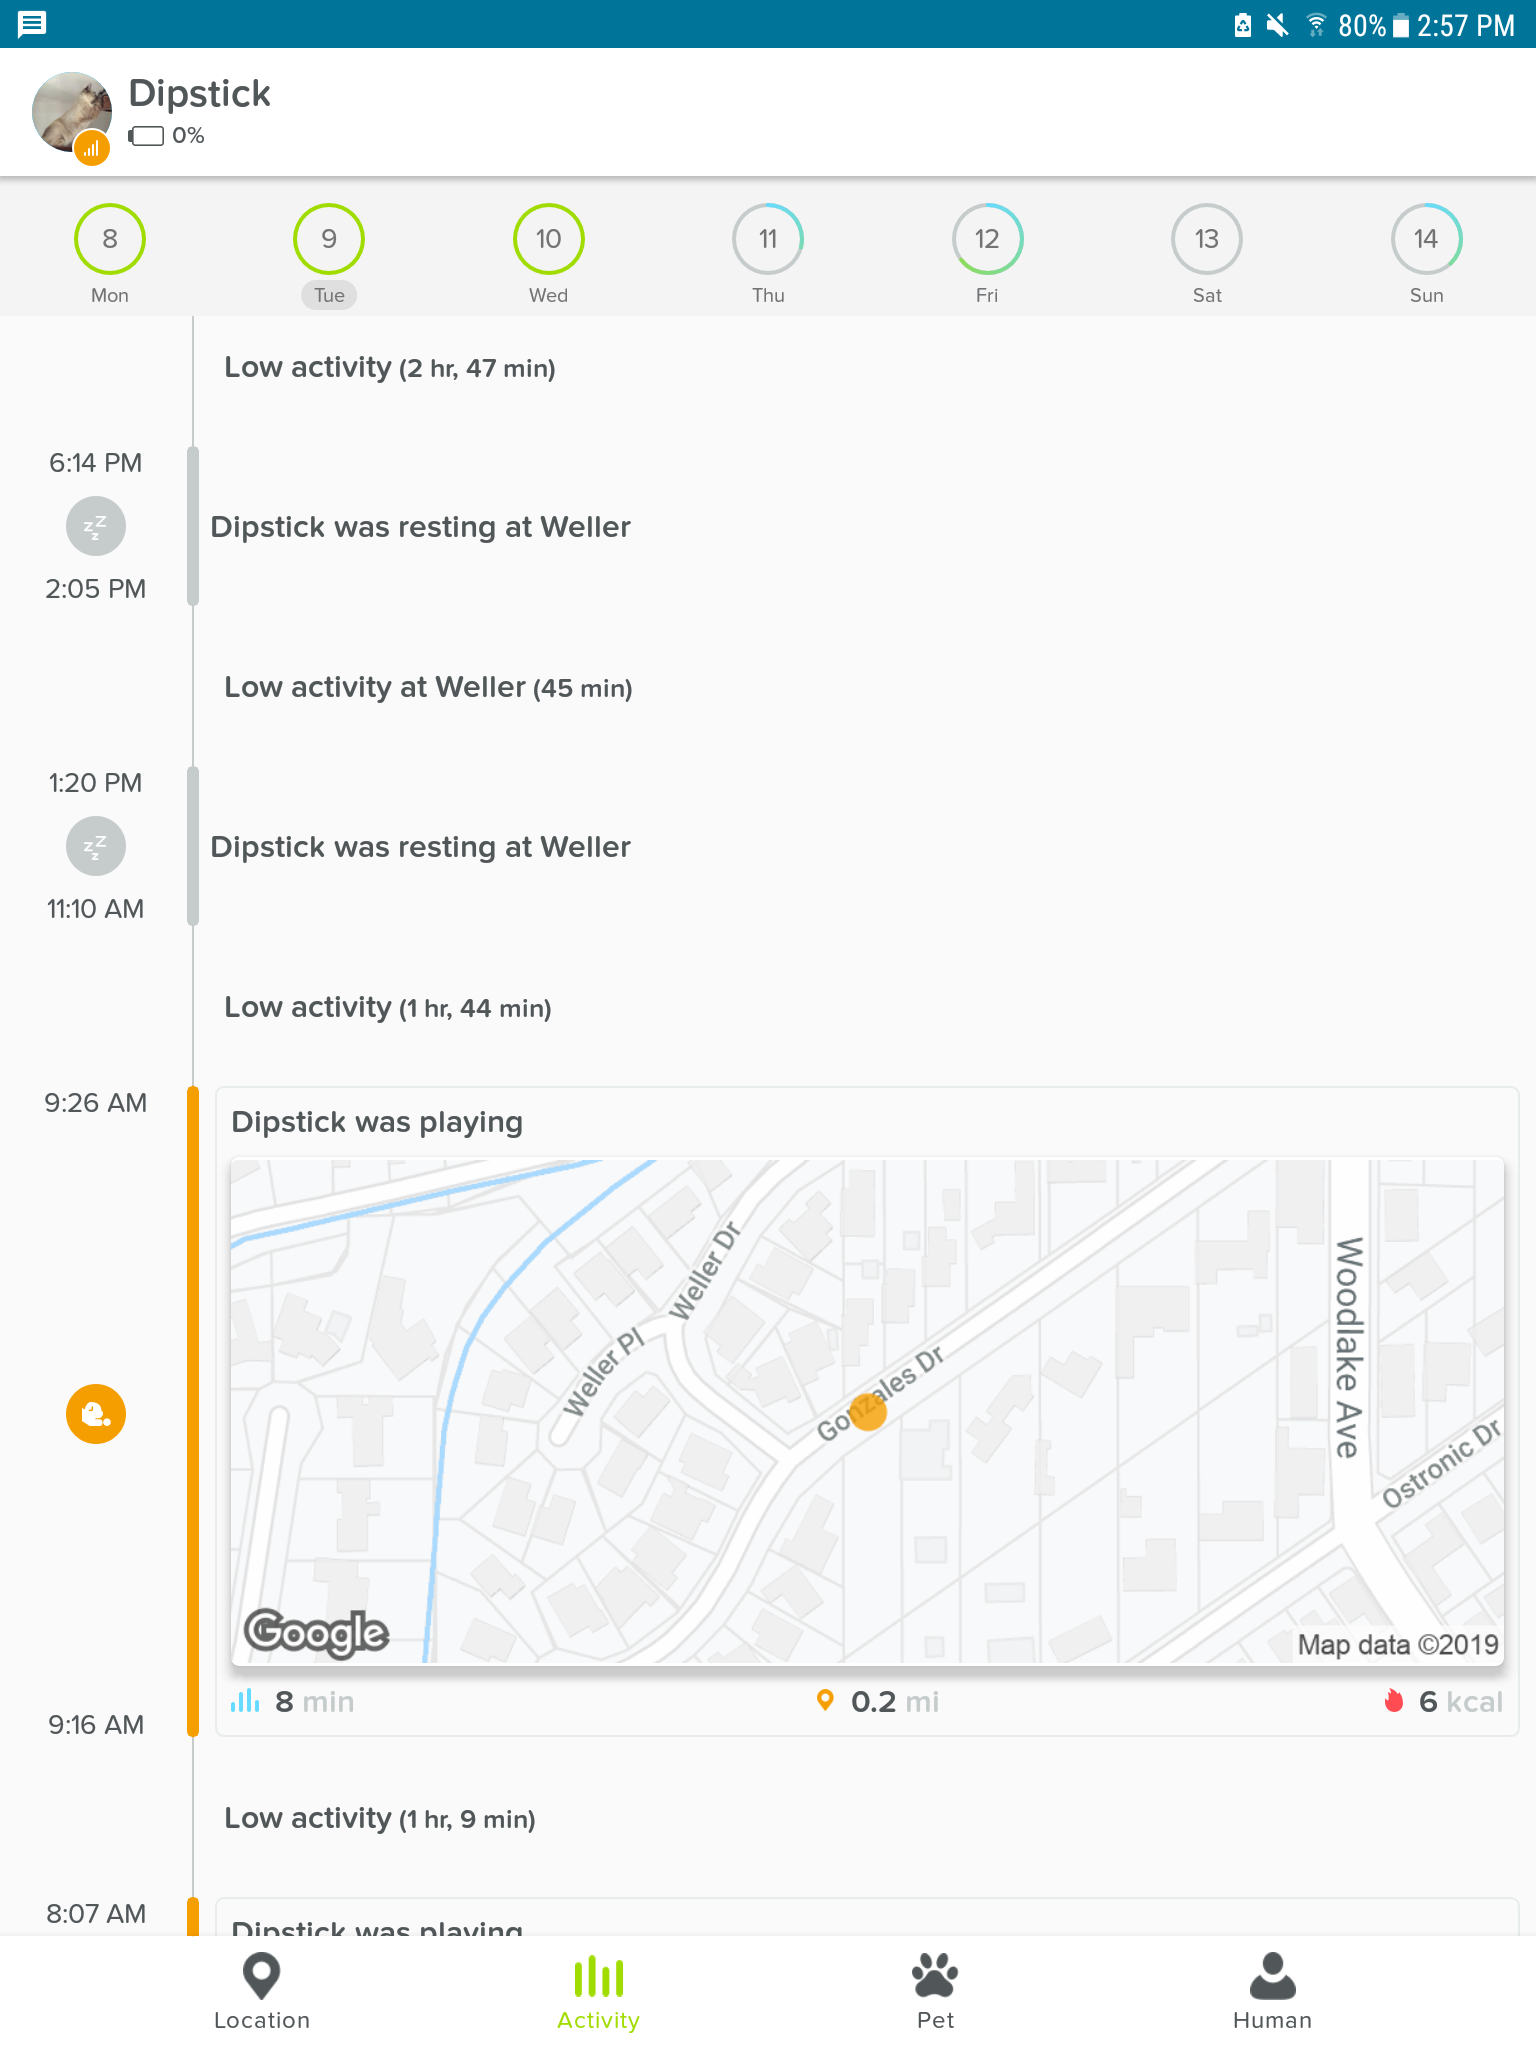 80% 2:57 PM
Dipstick
0%
8 9 10 11 12 13 14
Mon Tue Wed Thu Fri Sat Sun
Low activity (2 hr, 47 min)
6:14 PM
zzz
Dipstick was resting at Weller
2:05 PM
Low activity at Weller (45 min)
1:20 PM
zzz
Dipstick was resting at Weller
11:10 AM
Low activity (1 hr, 44 min)
9:26 AM
Dipstick was playing
Weller Dr
Weller Pl
Gonzales Dr
Woodlake Ave
Ostronic Dr
Google
Map data ©2019
8 min 0.2 mi 6 kcal
9:16 AM
Low activity (1 hr, 9 min)
8:07 AM
Dipstick was playing
Location Activity Pet Human